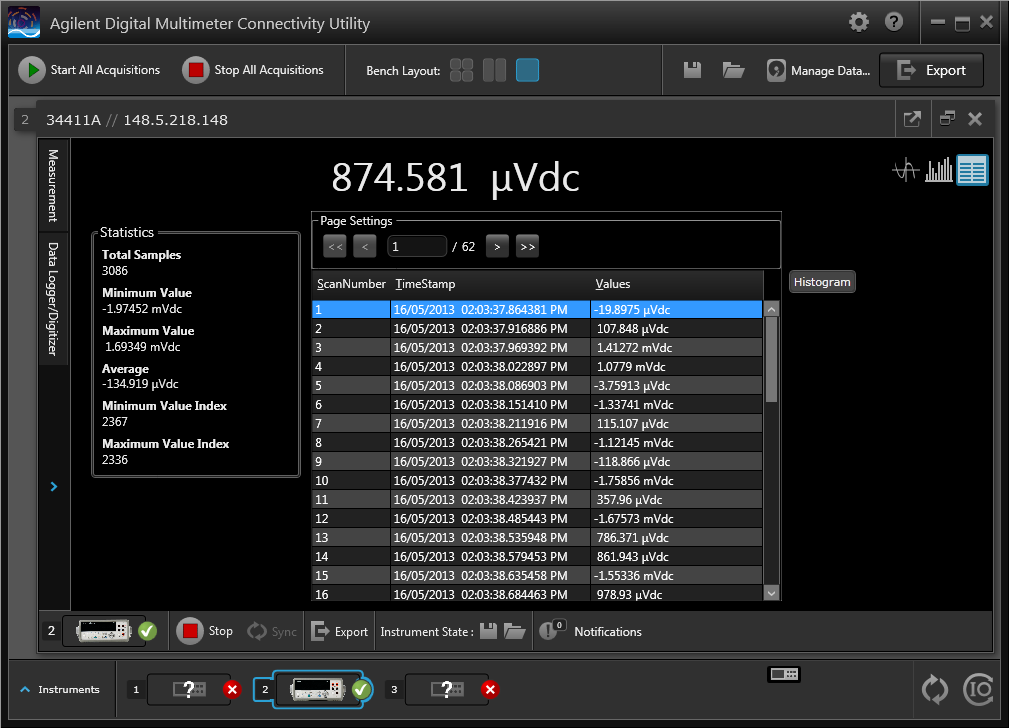 Agilent Digital Multimeter Connectivity Utility
Start All Acquisitions Stop All Acquisitions Bench Layout: Manage Data... Export
2 34411A // 148.5.218.148
Measurement
Data Logger/Digitizer
874.581 µVdc
Statistics
Total Samples
3086
Minimum Value
-1.97452 mVdc
Maximum Value
1.69349 mVdc
Average
-134.919 µVdc
Minimum Value Index
2367
Maximum Value Index
2336
Page Settings
<< < 1 / 62 > >>
ScanNumber TimeStamp Values
1 16/05/2013 02:03:37.864381 PM -19.8975 µVdc
2 16/05/2013 02:03:37.916886 PM 107.848 µVdc
3 16/05/2013 02:03:37.969392 PM 1.41272 mVdc
4 16/05/2013 02:03:38.022897 PM 1.0779 mVdc
5 16/05/2013 02:03:38.086903 PM -3.75913 µVdc
6 16/05/2013 02:03:38.151410 PM -1.33741 mVdc
7 16/05/2013 02:03:38.211916 PM 115.107 µVdc
8 16/05/2013 02:03:38.265421 PM -1.12145 mVdc
9 16/05/2013 02:03:38.321927 PM -118.866 µVdc
10 16/05/2013 02:03:38.377432 PM -1.75856 mVdc
11 16/05/2013 02:03:38.423937 PM 357.96 µVdc
12 16/05/2013 02:03:38.485443 PM -1.67573 mVdc
13 16/05/2013 02:03:38.535948 PM 786.371 µVdc
14 16/05/2013 02:03:38.579453 PM 861.943 µVdc
15 16/05/2013 02:03:38.635458 PM -1.55336 mVdc
16 16/05/2013 02:03:38.684463 PM 978.93 µVdc
Histogram
2 Stop Sync Export Instrument State : 0 Notifications
Instruments 1 ? 2 3 ? IO